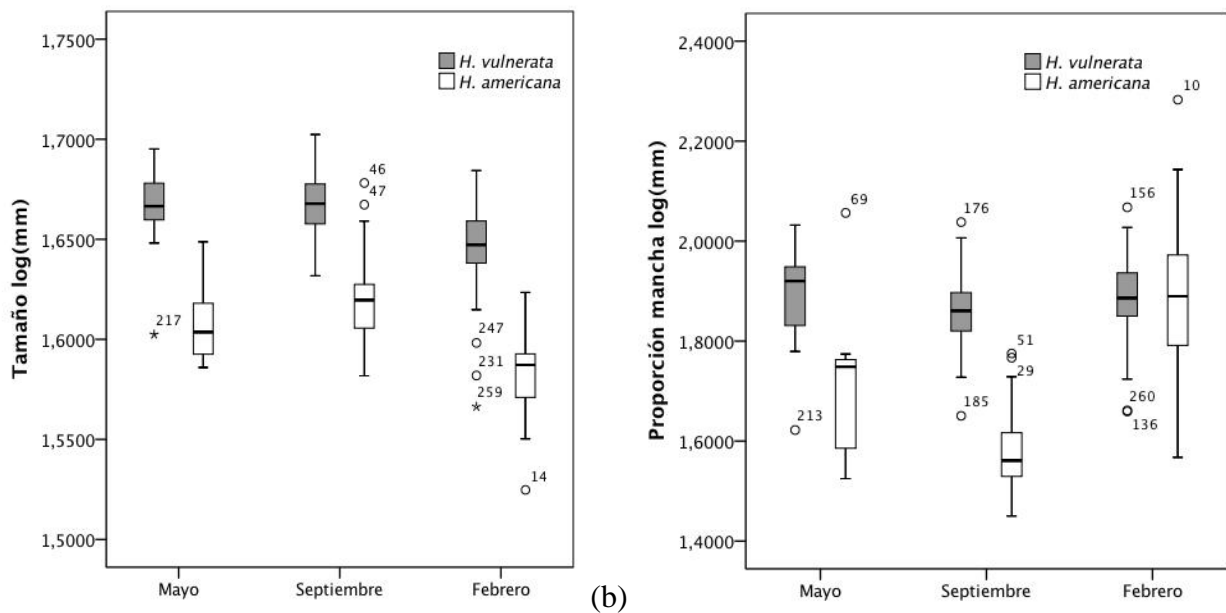 1,7500
1,7000
1,6500
1,6000
1,5500
1,5000
Tamaño log(mm)
H. vulnerata
H. americana
46
47
217
247
231
259
14
Mayo
Septiembre
Febrero
(b)
2,4000
2,2000
2,0000
1,8000
1,6000
1,4000
Proporción mancha log(mm)
H. vulnerata
H. americana
10
69
176
156
51
29
213
185
260
136
Mayo
Septiembre
Febrero